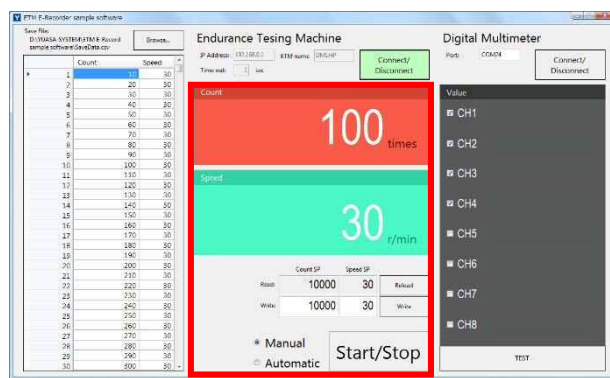 ETM E-Recorder sample software
Save File:
D:\YUASA-SYSTEM\ETM E-Record
sample software\SaveData.csv
Browse...
Count Speed
1 10 30
2 20 30
3 30 30
4 40 30
5 50 30
6 60 30
7 70 30
8 80 30
9 90 30
10 100 30
11 110 30
12 120 30
13 130 30
14 140 30
15 150 30
16 160 30
17 170 30
18 180 30
19 190 30
20 200 30
21 210 30
22 220 30
23 230 30
24 240 30
25 250 30
26 260 30
27 270 30
28 280 30
29 290 30
30 300 30
Endurance Tesing Machine
IP Address: 192.168.0.1 ETM name:
Time out: 1 sec
Connect/
Disconnect
Count
100 times
Speed
30 r/min
Count SP Speed SP
Read: 10000 30 Reload
Write: 10000 30 Write
Manual
Automatic
Start/Stop
Digital Multimeter
Port: COM24
Connect/
Disconnect
Value
CH1
CH2
CH3
CH4
CH5
CH6
CH7
CH8
TEST